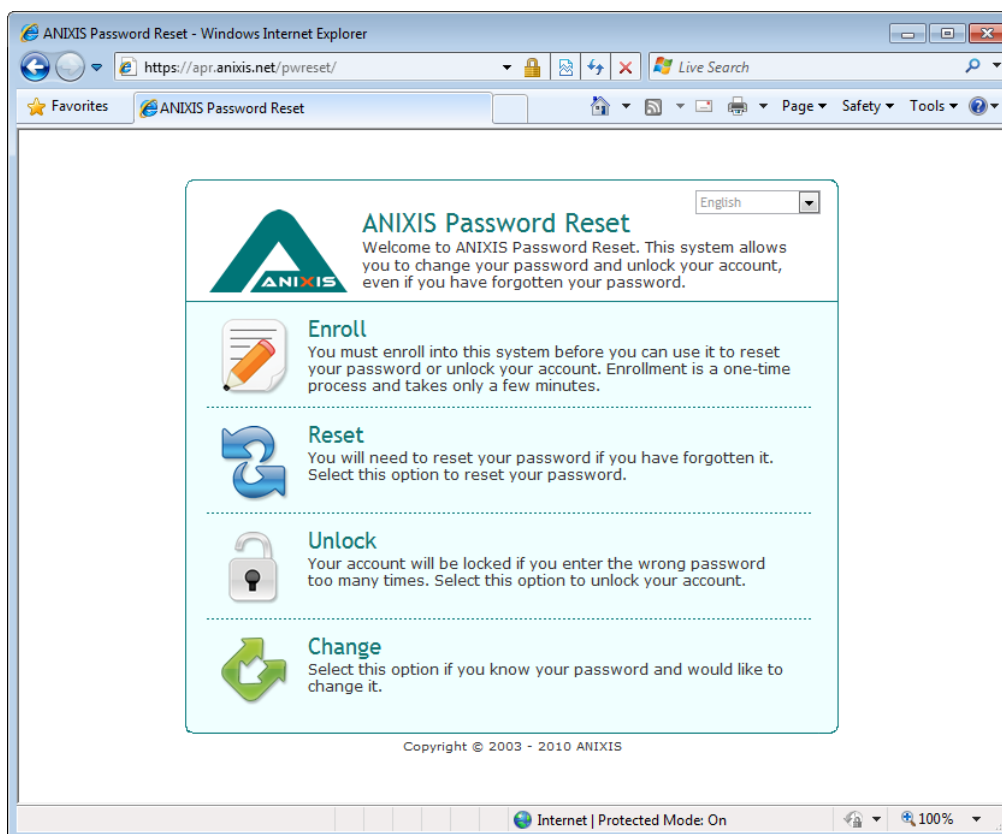 ANIXIS Password Reset - Windows Internet Explorer
https://apr.anixis.net/pwreset/
Live Search
Favorites
ANIXIS Password Reset
Page
Safety
Tools
English
ANIXIS
ANIXIS Password Reset
Welcome to ANIXIS Password Reset. This system allows
you to change your password and unlock your account,
even if you have forgotten your password.
Enroll
You must enroll into this system before you can use it to reset
your password or unlock your account. Enrollment is a one-time
process and takes only a few minutes.
Reset
You will need to reset your password if you have forgotten it.
Select this option to reset your password.
Unlock
Your account will be locked if you enter the wrong password
too many times. Select this option to unlock your account.
Change
Select this option if you know your password and would like to
change it.
Copyright © 2003 - 2010 ANIXIS
Internet | Protected Mode: On
100%